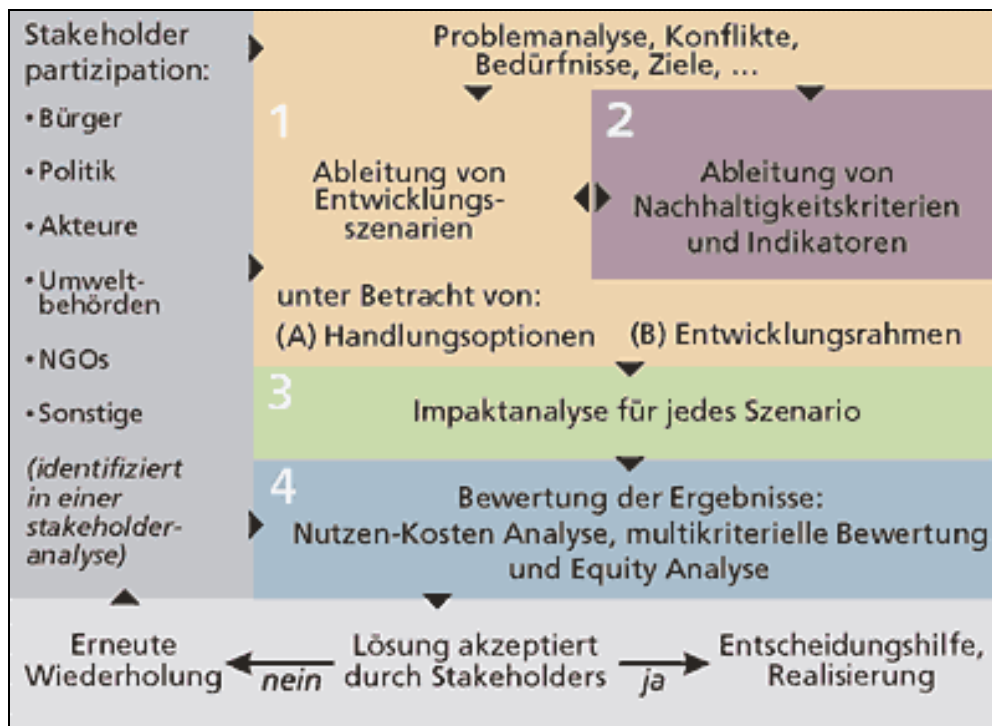 Stakeholder
partizipation:
• Bürger
• Politik
• Akteure
• Umwelt-
behörden
• NGOs
• Sonstige
(identifiziert
in einer
stakeholder-
analyse)
Problemanalyse, Konflikte,
Bedürfnisse, Ziele, ...
1
Ableitung von
Entwicklungs-
szenarien
2
Ableitung von
Nachhaltigkeitskriterien
und Indikatoren
unter Betracht von:
(A) Handlungsoptionen (B) Entwicklungsrahmen
3
Impaktanalyse für jedes Szenario
4
Bewertung der Ergebnisse:
Nutzen-Kosten Analyse, multikriterielle Bewertung
und Equity Analyse
Erneute
Wiederholung
nein
Lösung akzeptiert
durch Stakeholders
ja
Entscheidungshilfe,
Realisierung